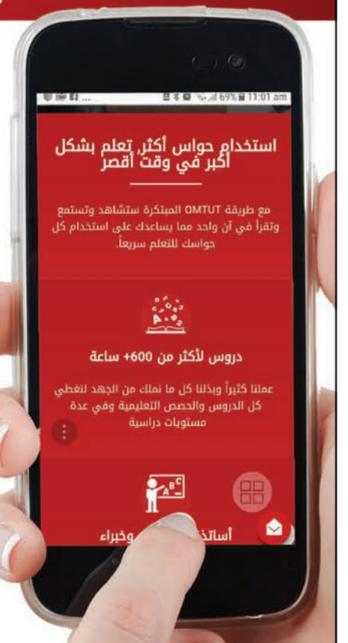 69% 11:01 am
استخدام حواس أكثر, تعلم بشكل
أكبر في وقت أقصر
مع طريقة OMTUT المبتكرة ستشاهد وتستمع
وتقرأ في آن واحد مما يساعدك على استخدام كل
حواسك للتعلم سريعاً.
دروس لأكثر من 600+ ساعة
عملنا كثيراً وبذلنا كل ما نملك من الجهد لنغطي
كل الدروس والحصص التعليمية وفي عدة
مستويات دراسية
A B C
وخبراء